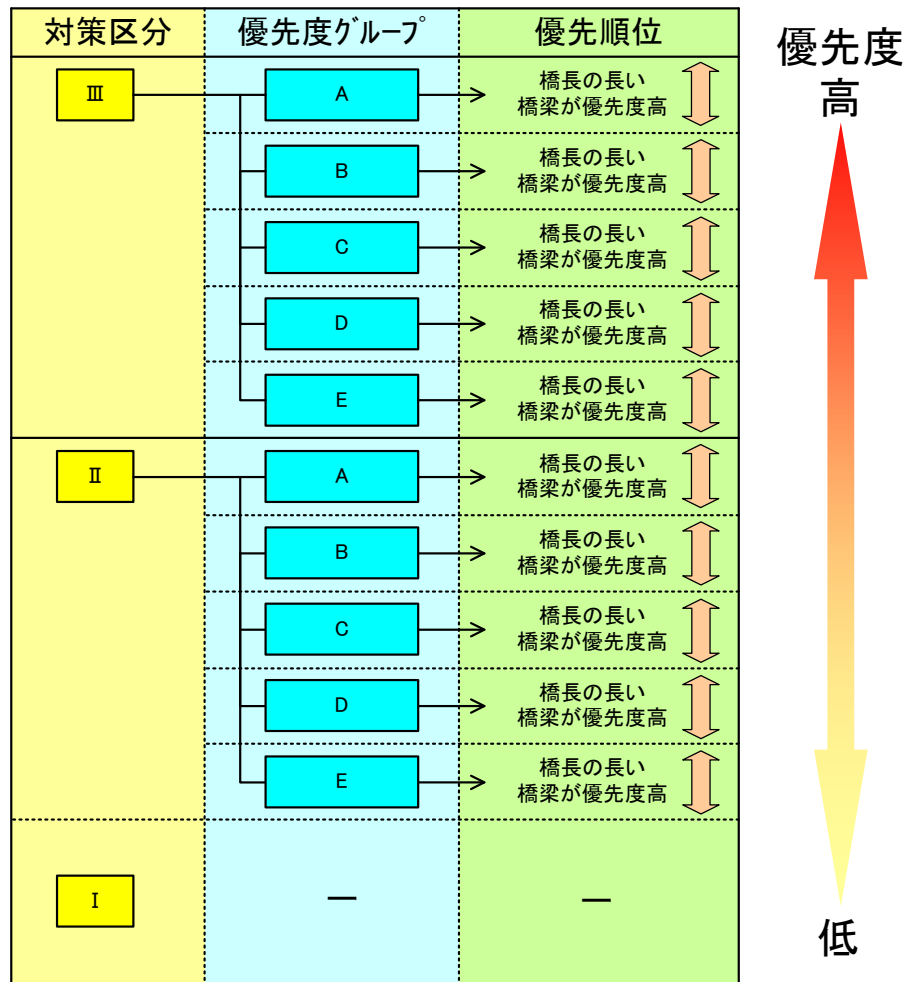 対策区分 優先度ｸﾞﾙｰﾌﾟ 優先順位
優先度
高
Ⅲ A 橋長の長い
橋梁が優先度高
B 橋長の長い
橋梁が優先度高
C 橋長の長い
橋梁が優先度高
D 橋長の長い
橋梁が優先度高
E 橋長の長い
橋梁が優先度高
Ⅱ A 橋長の長い
橋梁が優先度高
B 橋長の長い
橋梁が優先度高
C 橋長の長い
橋梁が優先度高
D 橋長の長い
橋梁が優先度高
E 橋長の長い
橋梁が優先度高
Ⅰ ー ー
低